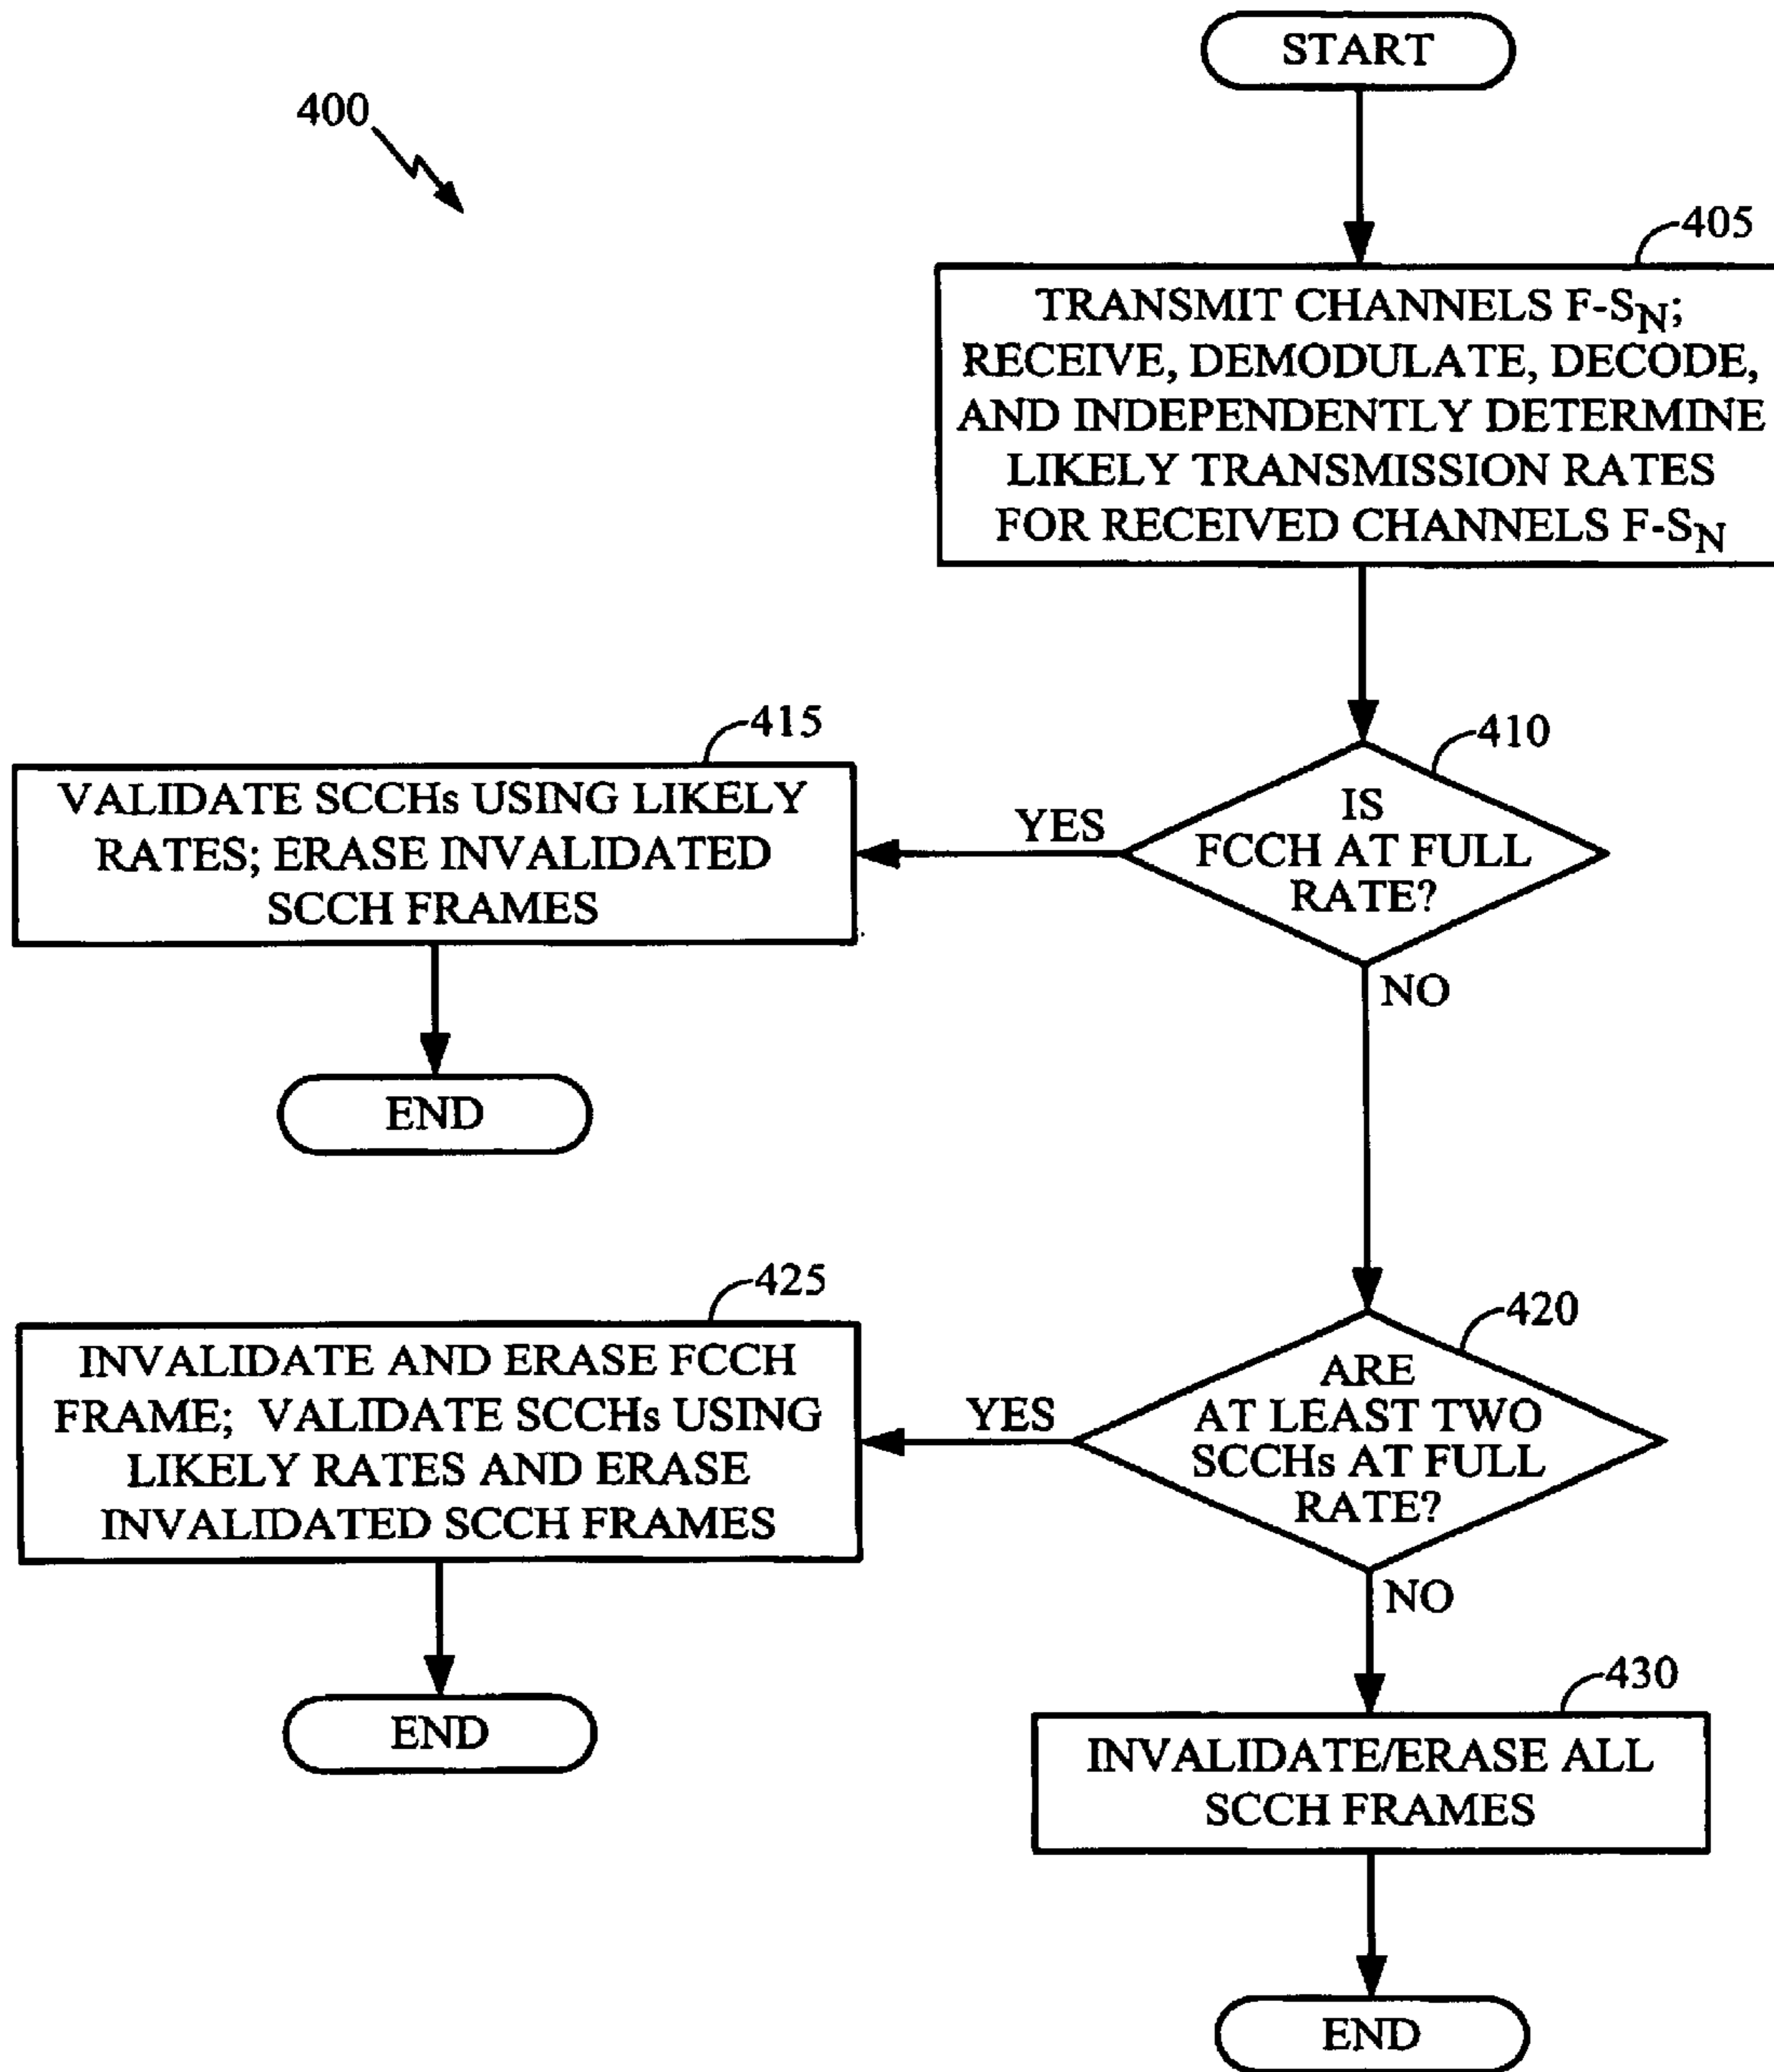 START
400
405
TRANSMIT CHANNELS F-SN;
RECEIVE, DEMODULATE, DECODE,
AND INDEPENDENTLY DETERMINE
LIKELY TRANSMISSION RATES
FOR RECEIVED CHANNELS F-SN
410
IS
FCCH AT FULL
RATE?
YES
NO
415
VALIDATE SCCHs USING LIKELY
RATES; ERASE INVALIDATED
SCCH FRAMES
END
420
ARE
AT LEAST TWO
SCCHs AT FULL
RATE?
YES
NO
425
INVALIDATE AND ERASE FCCH
FRAME; VALIDATE SCCHs USING
LIKELY RATES AND ERASE
INVALIDATED SCCH FRAMES
END
430
INVALIDATE/ERASE ALL
SCCH FRAMES
END